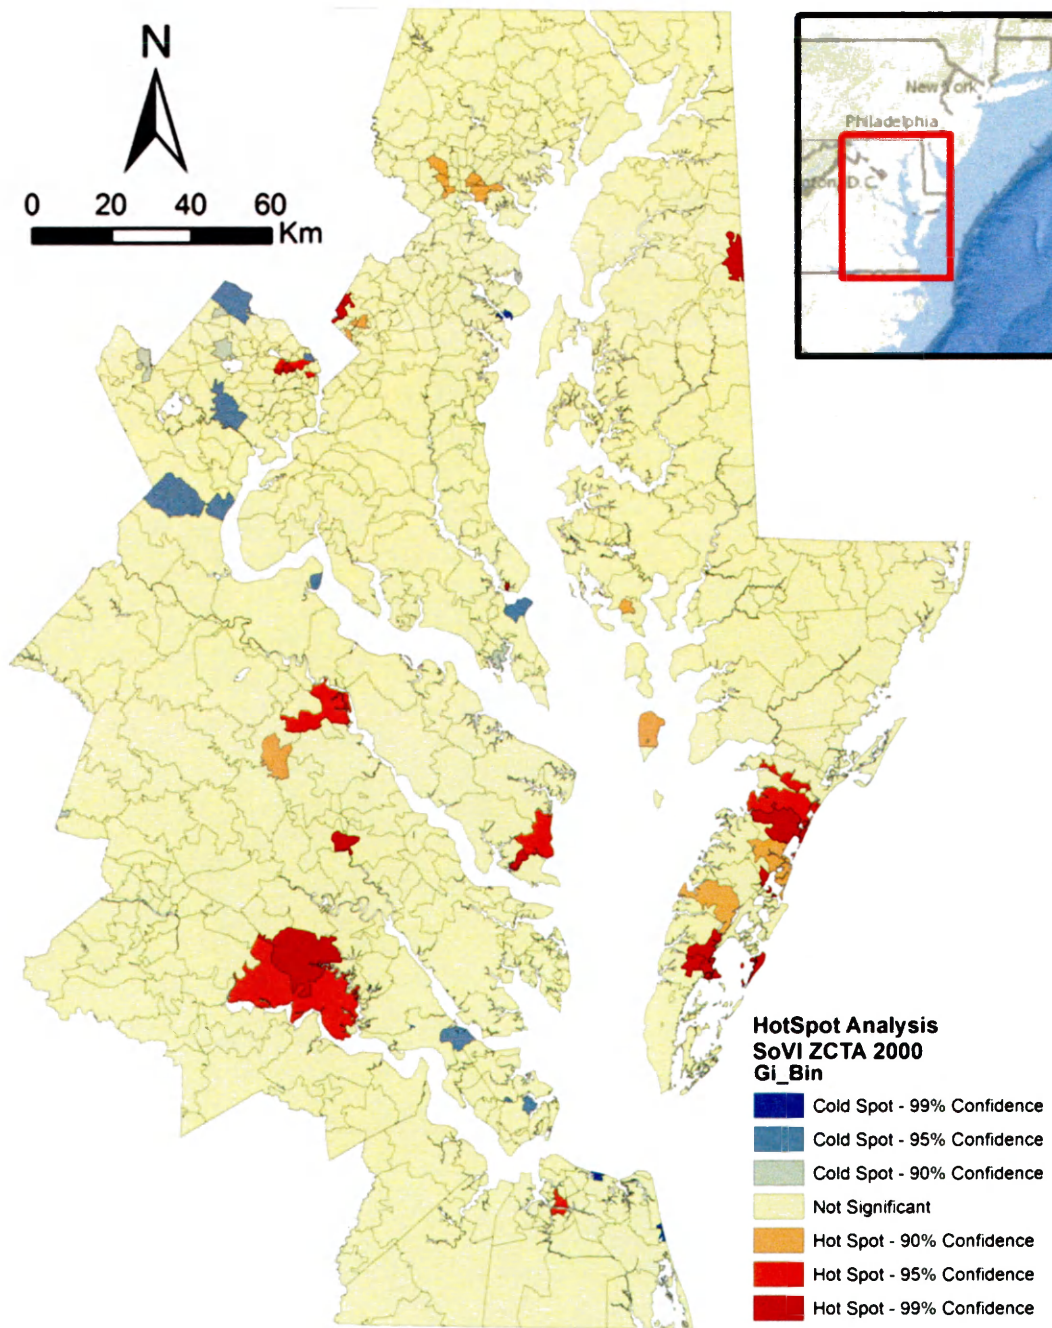 N
0 20 40 60
Km
New York
Philadelphia
D.C.
HotSpot Analysis
SoVI ZCTA 2000
Gi_Bin
Cold Spot - 99% Confidence
Cold Spot - 95% Confidence
Cold Spot - 90% Confidence
Not Significant
Hot Spot - 90% Confidence
Hot Spot - 95% Confidence
Hot Spot - 99% Confidence